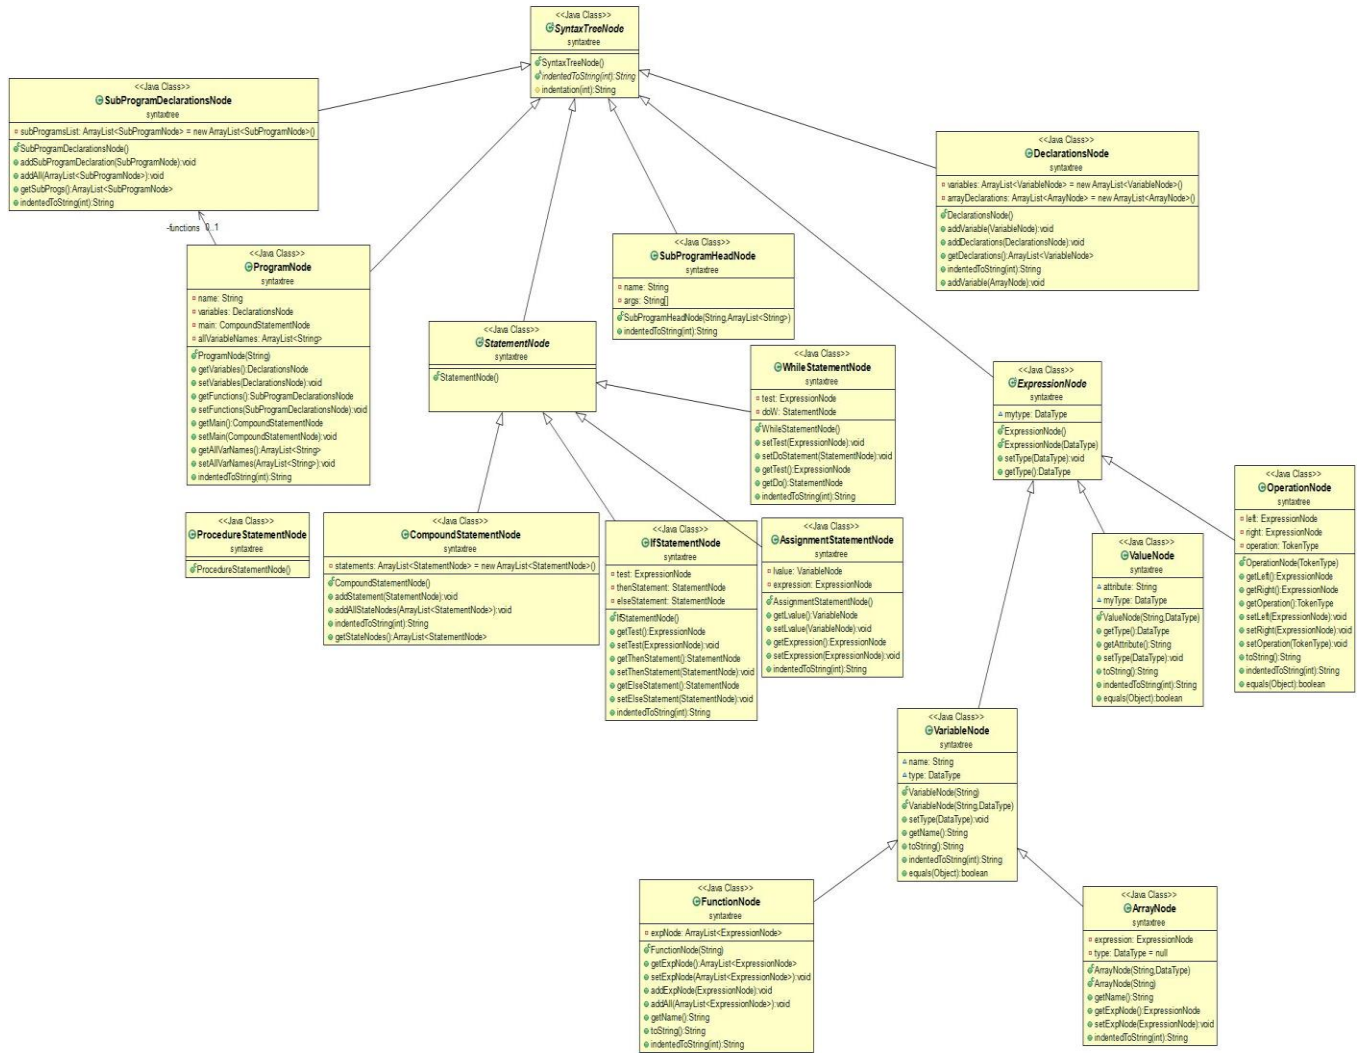 <<Java Class>>
SyntaxTreeNode
syntaxtree
SyntaxTreeNode()
indentedToString(int):String
indentation(int):String
<<Java Class>>
SubProgramDeclarationsNode
syntaxtree
subProgramsList: ArrayList<SubProgramNode> = new ArrayList<SubProgramNode>()
SubProgramDeclarationsNode()
addSubProgramDeclaration(SubProgramNode):void
addAll(ArrayList<SubProgramNode>):void
getSubProgs():ArrayList<SubProgramNode>
indentedToString(int):String
-functions 0..1
<<Java Class>>
DeclarationsNode
syntaxtree
variables: ArrayList<VariableNode> = new ArrayList<VariableNode>()
arrayDeclarations: ArrayList<ArrayNode> = new ArrayList<ArrayNode>()
DeclarationsNode()
addVariable(VariableNode):void
addDeclarations(DeclarationsNode):void
getDeclarations():ArrayList<VariableNode>
indentedToString(int):String
addVariable(ArrayNode):void
<<Java Class>>
ProgramNode
syntaxtree
name: String
variables: DeclarationsNode
main: CompoundStatementNode
allVariableNames: ArrayList<String>
ProgramNode(String)
getVariables():DeclarationsNode
setVariables(DeclarationsNode):void
getFunctions():SubProgramDeclarationsNode
setFunctions(SubProgramDeclarationsNode):void
getMain():CompoundStatementNode
setMain(CompoundStatementNode):void
getAllVarNames():ArrayList<String>
setAllVarNames(ArrayList<String>):void
indentedToString(int):String
<<Java Class>>
SubProgramHeadNode
syntaxtree
name: String
args: String[]
SubProgramHeadNode(String,ArrayList<String>)
indentedToString(int):String
<<Java Class>>
StatementNode
syntaxtree
StatementNode()
<<Java Class>>
WhileStatementNode
syntaxtree
test: ExpressionNode
doW: StatementNode
WhileStatementNode()
setTest(ExpressionNode):void
setDoStatement(StatementNode):void
getTest():ExpressionNode
getDo():StatementNode
indentedToString(int):String
<<Java Class>>
ExpressionNode
syntaxtree
mytype: DataType
ExpressionNode()
ExpressionNode(DataType)
setType(DataType):void
getType():DataType
<<Java Class>>
OperationNode
syntaxtree
left: ExpressionNode
right: ExpressionNode
operation: TokenType
OperationNode(TokenType)
getLeft():ExpressionNode
getRight():ExpressionNode
getOperation():TokenType
setLeft(ExpressionNode):void
setRight(ExpressionNode):void
setOperation(TokenType):void
toString():String
indentedToString(int):String
equals(Object):boolean
<<Java Class>>
ProcedureStatementNode
syntaxtree
ProcedureStatementNode()
<<Java Class>>
CompoundStatementNode
syntaxtree
statements: ArrayList<StatementNode> = new ArrayList<StatementNode>()
CompoundStatementNode()
addStatement(StatementNode):void
addAllStateNodes(ArrayList<StatementNode>):void
indentedToString(int):String
getStateNodes():ArrayList<StatementNode>
<<Java Class>>
IfStatementNode
syntaxtree
test: ExpressionNode
thenStatement: StatementNode
elseStatement: StatementNode
IfStatementNode()
getTest():ExpressionNode
setTest(ExpressionNode):void
getThenStatement():StatementNode
setThenStatement(StatementNode):void
getElseStatement():StatementNode
setElseStatement(StatementNode):void
indentedToString(int):String
<<Java Class>>
AssignmentStatementNode
syntaxtree
lvalue: VariableNode
expression: ExpressionNode
AssignmentStatementNode()
getLvalue():VariableNode
setLvalue(VariableNode):void
getExpression():ExpressionNode
setExpression(ExpressionNode):void
indentedToString(int):String
<<Java Class>>
ValueNode
syntaxtree
attribute: String
myType: DataType
ValueNode(String,DataType)
getType():DataType
getAttribute():String
setType(DataType):void
toString():String
indentedToString(int):String
equals(Object):boolean
<<Java Class>>
VariableNode
syntaxtree
name: String
type: DataType
VariableNode(String)
VariableNode(String,DataType)
setType(DataType):void
getName():String
toString():String
indentedToString(int):String
equals(Object):boolean
<<Java Class>>
FunctionNode
syntaxtree
expNode: ArrayList<ExpressionNode>
FunctionNode(String)
getExpNode():ArrayList<ExpressionNode>
setExpNode(ArrayList<ExpressionNode>):void
addExpNode(ExpressionNode):void
addAll(ArrayList<ExpressionNode>):void
getName():String
toString():String
indentedToString(int):String
<<Java Class>>
ArrayNode
syntaxtree
expression: ExpressionNode
type: DataType = null
ArrayNode(String,DataType)
ArrayNode(String)
getName():String
getExpNode():ExpressionNode
setExpNode(ExpressionNode):void
indentedToString(int):String